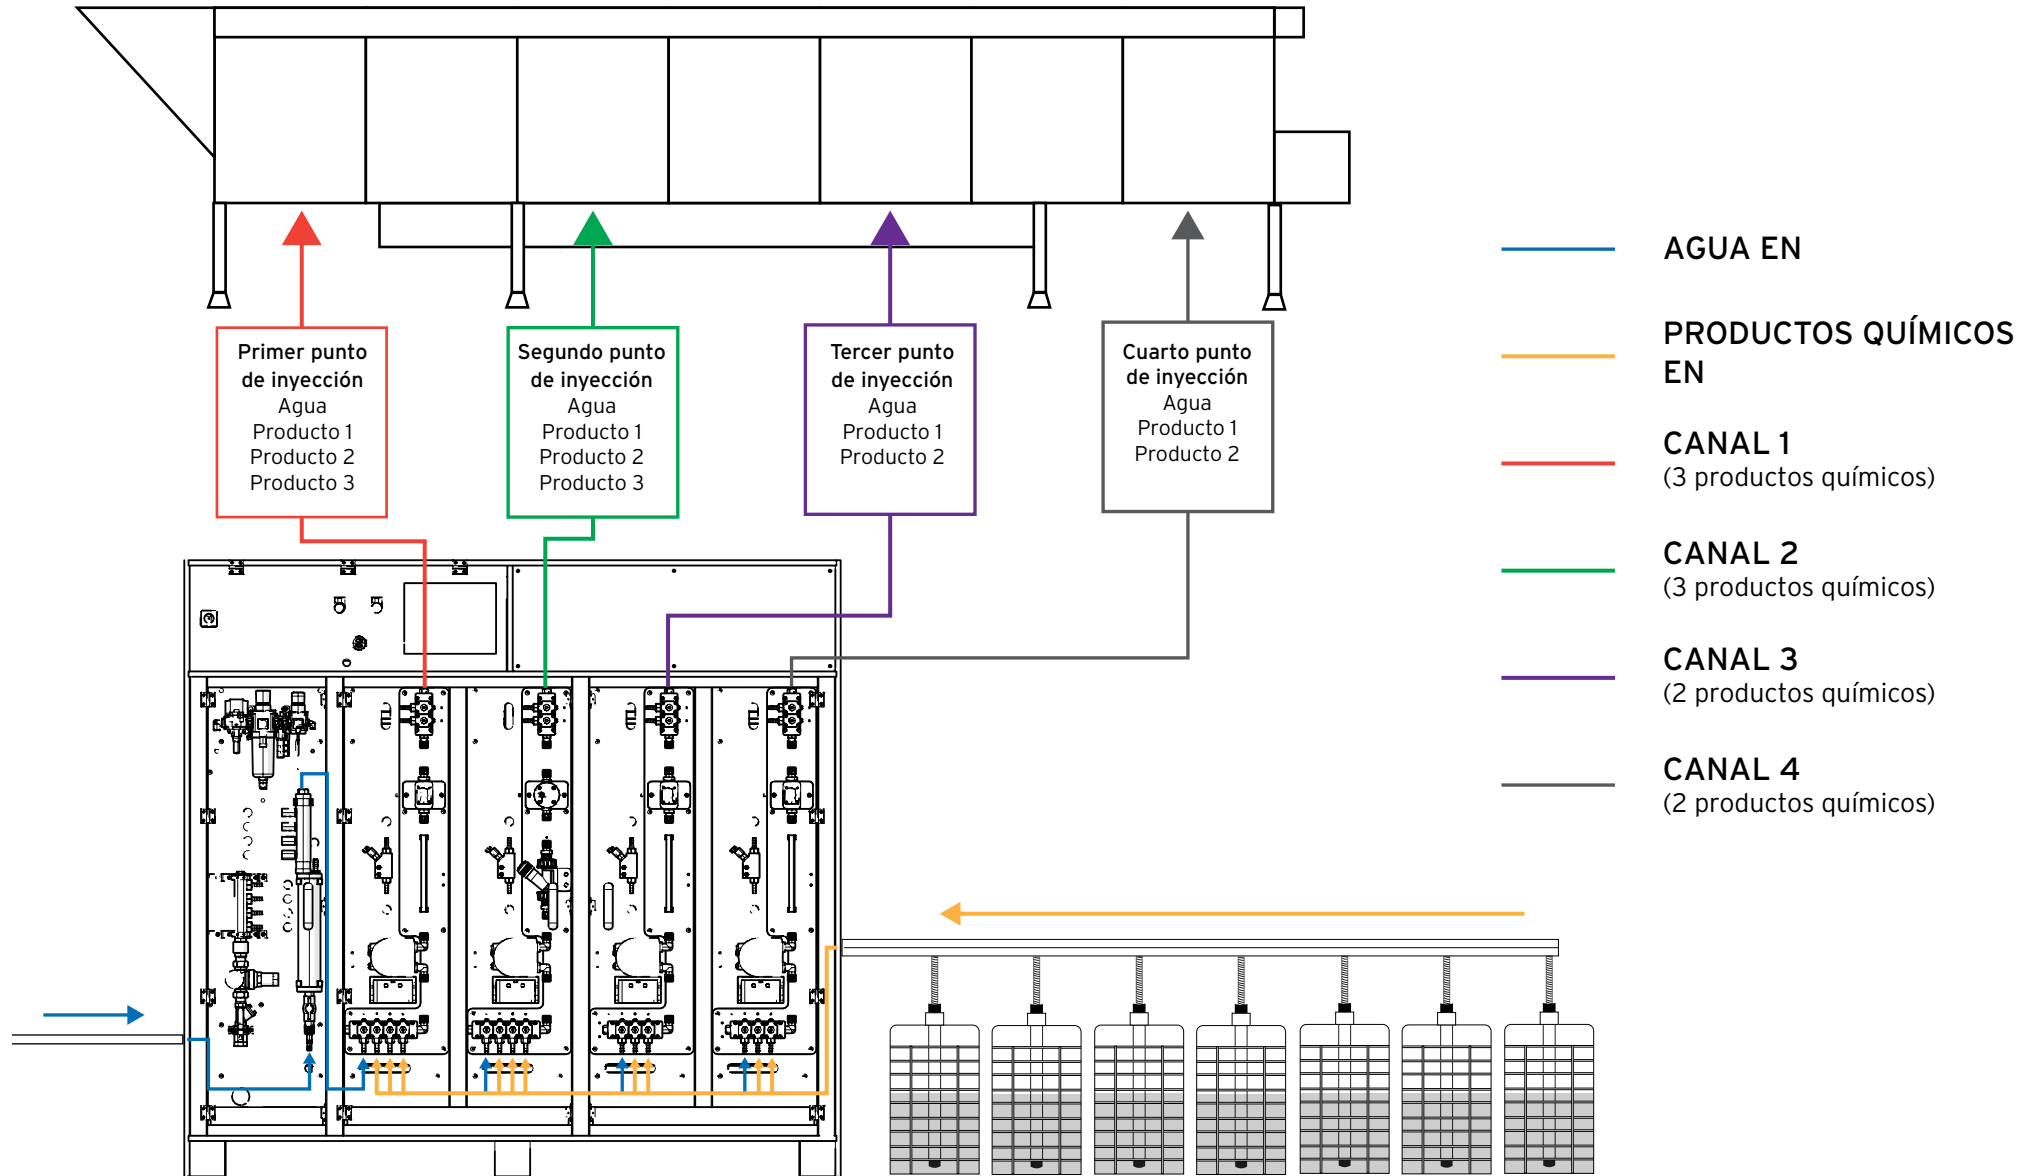 Primer punto
de inyección
Agua
Producto 1
Producto 2
Producto 3
Segundo punto
de inyección
Agua
Producto 1
Producto 2
Producto 3
Tercer punto
de inyección
Agua
Producto 1
Producto 2
Cuarto punto
de inyección
Agua
Producto 1
Producto 2
AGUA EN
PRODUCTOS QUÍMICOS
EN
CANAL 1
(3 productos químicos)
CANAL 2
(3 productos químicos)
CANAL 3
(2 productos químicos)
CANAL 4
(2 productos químicos)